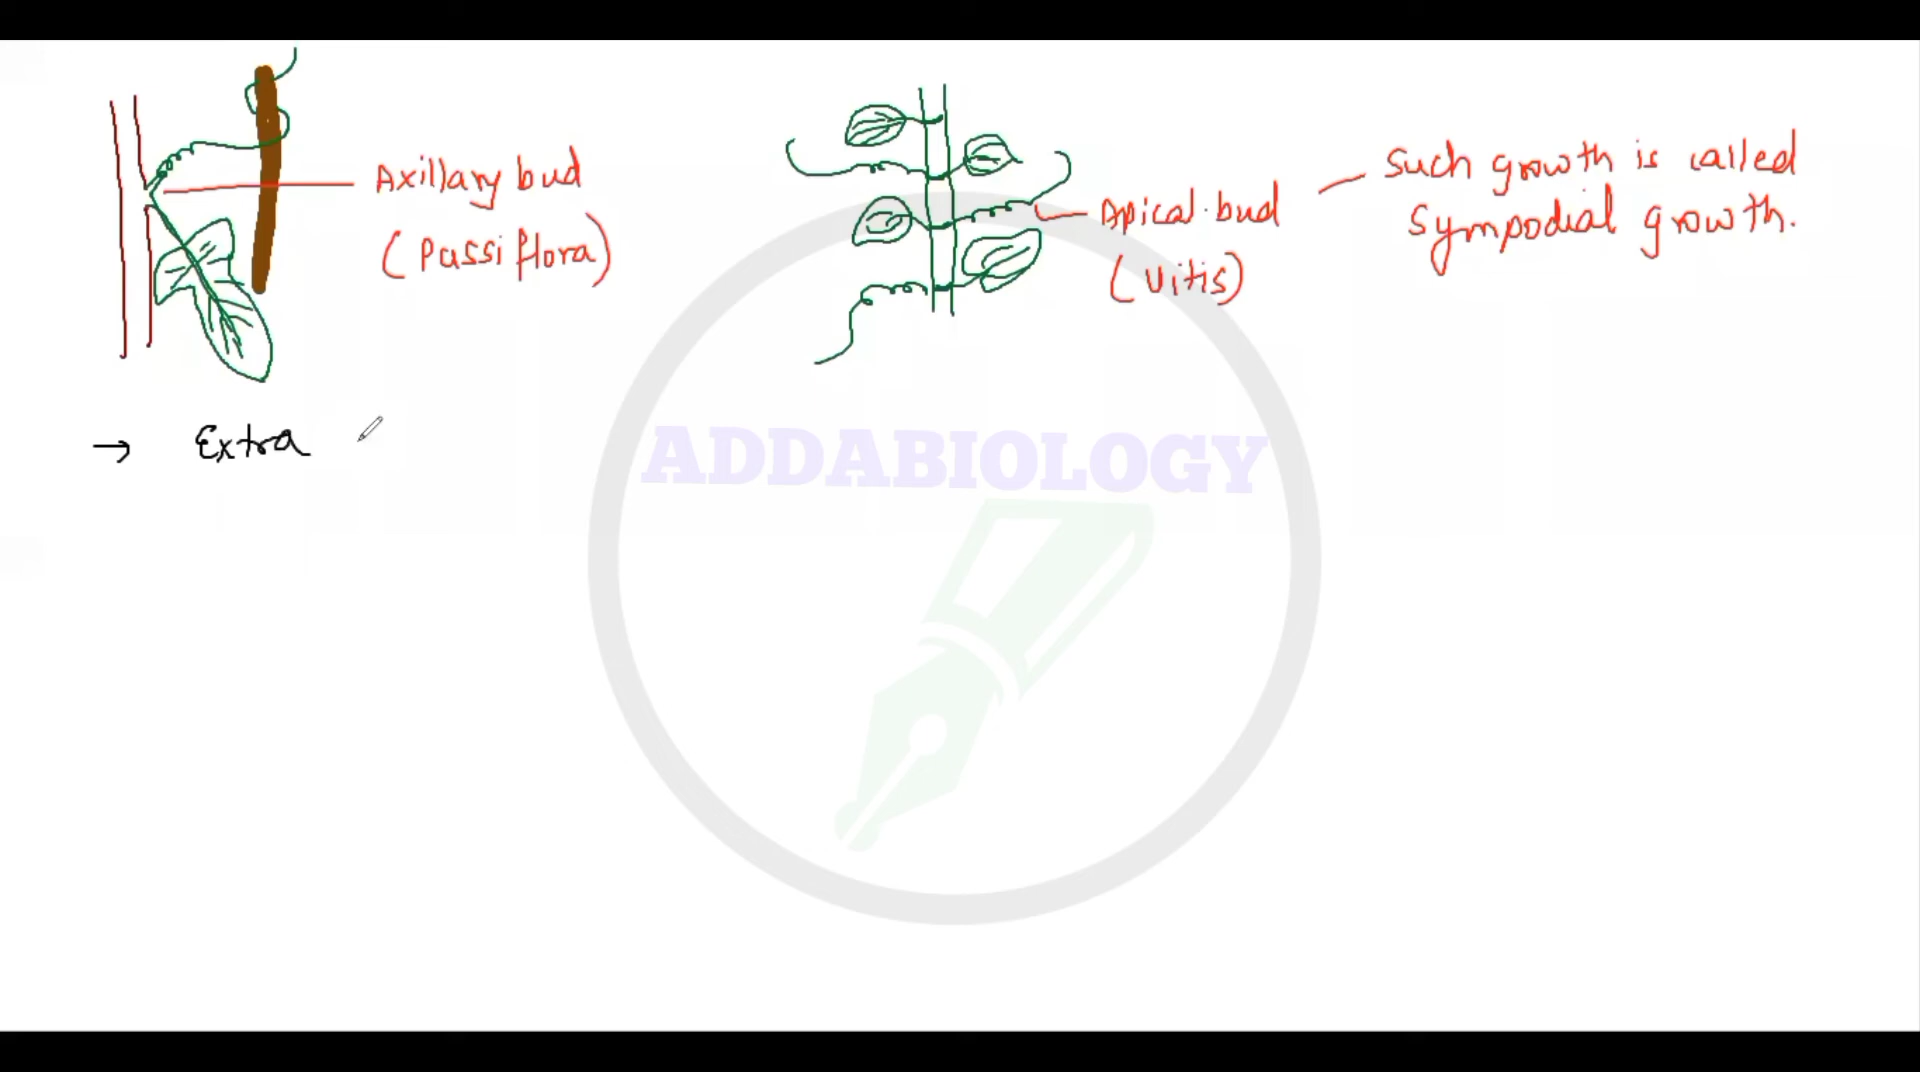 Axillary bud
(Passiflora)
Apical bud
(Vitis)
Such growth is called
Sympodial growth.
→ Extra
ADDABIOLOGY